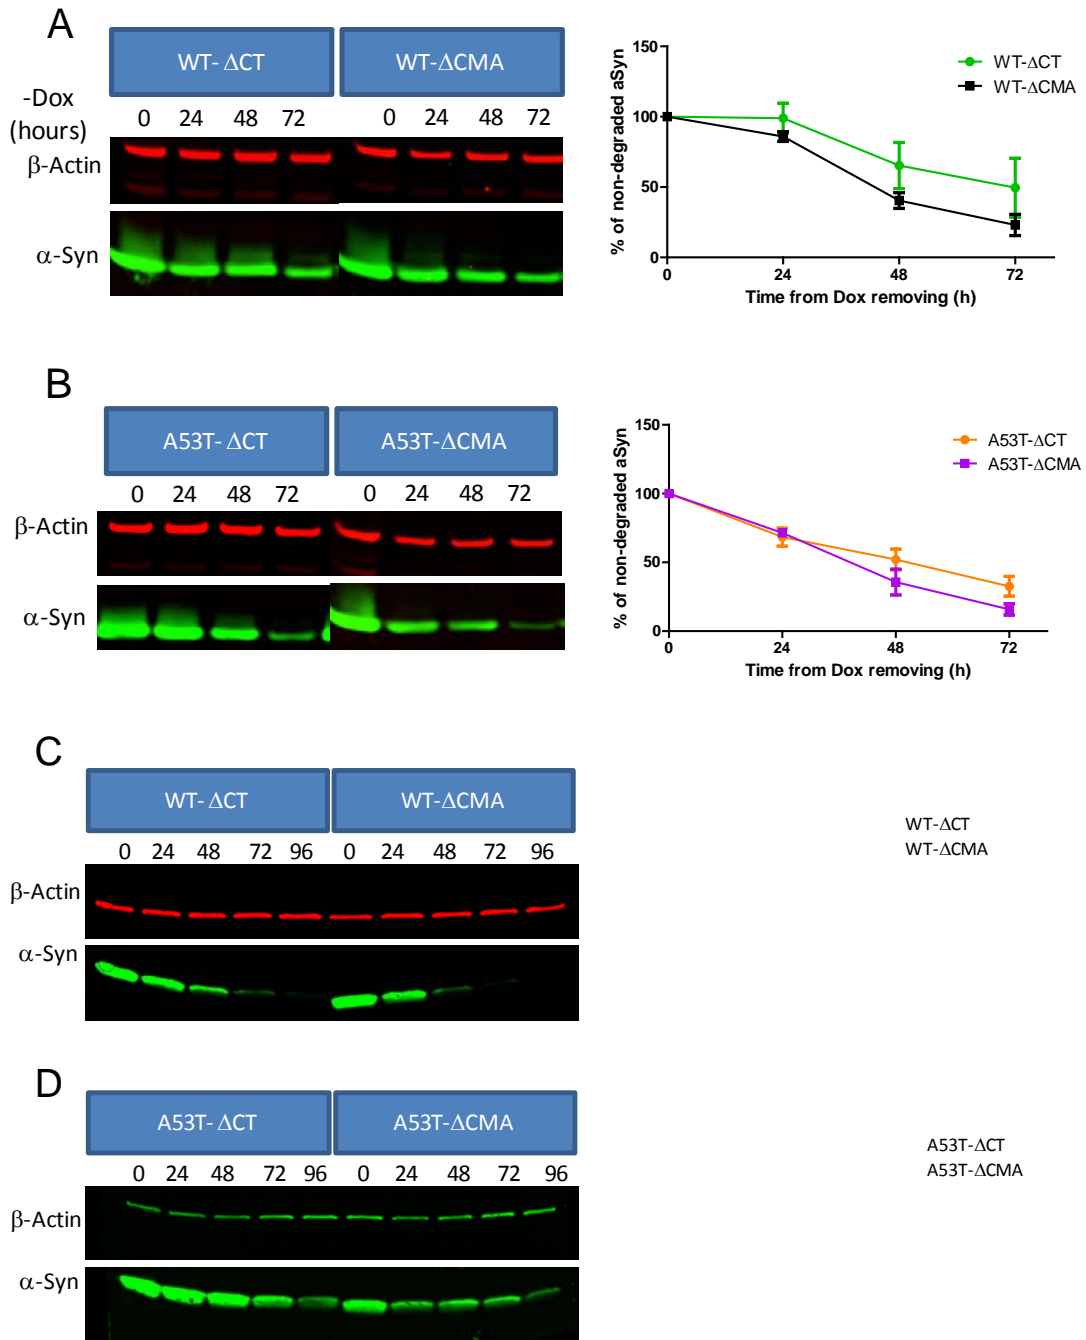 A
WT- ΔCT
WT-ΔCMA
-Dox
(hours)
0 24 48 72 0 24 48 72
β-Actin
α-Syn
% of non-degraded aSyn
150
100
50
0
0 24 48 72
Time from Dox removing (h)
WT-ΔCT
WT-ΔCMA
B
A53T- ΔCT
A53T-ΔCMA
0 24 48 72 0 24 48 72
β-Actin
α-Syn
% of non-degraded aSyn
150
100
50
0
0 24 48 72
Time from Dox removing (h)
A53T-ΔCT
A53T-ΔCMA
C
WT- ΔCT
WT-ΔCMA
0 24 48 72 96 0 24 48 72 96
β-Actin
α-Syn
WT-ΔCT
WT-ΔCMA
D
A53T- ΔCT
A53T-ΔCMA
0 24 48 72 96 0 24 48 72 96
β-Actin
α-Syn
A53T-ΔCT
A53T-ΔCMA